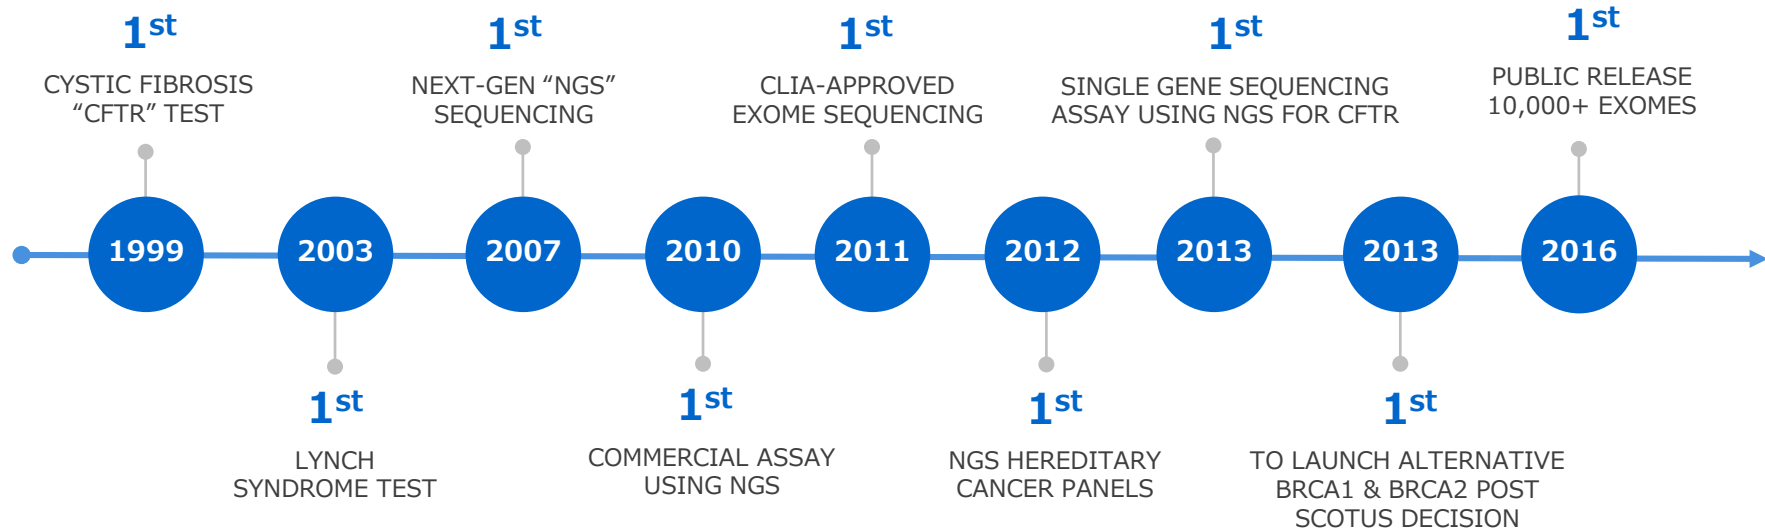 1st
CYSTIC FIBROSIS
“CFTR” TEST
1st
NEXT-GEN “NGS”
SEQUENCING
1st
CLIA-APPROVED
EXOME SEQUENCING
1st
SINGLE GENE SEQUENCING
ASSAY USING NGS FOR CFTR
1st
PUBLIC RELEASE
10,000+ EXOMES
1999
2003
2007
2010
2011
2012
2013
2013
2016
1st
LYNCH
SYNDROME TEST
1st
COMMERCIAL ASSAY
USING NGS
1st
NGS HEREDITARY
CANCER PANELS
1st
TO LAUNCH ALTERNATIVE
BRCA1 & BRCA2 POST
SCOTUS DECISION